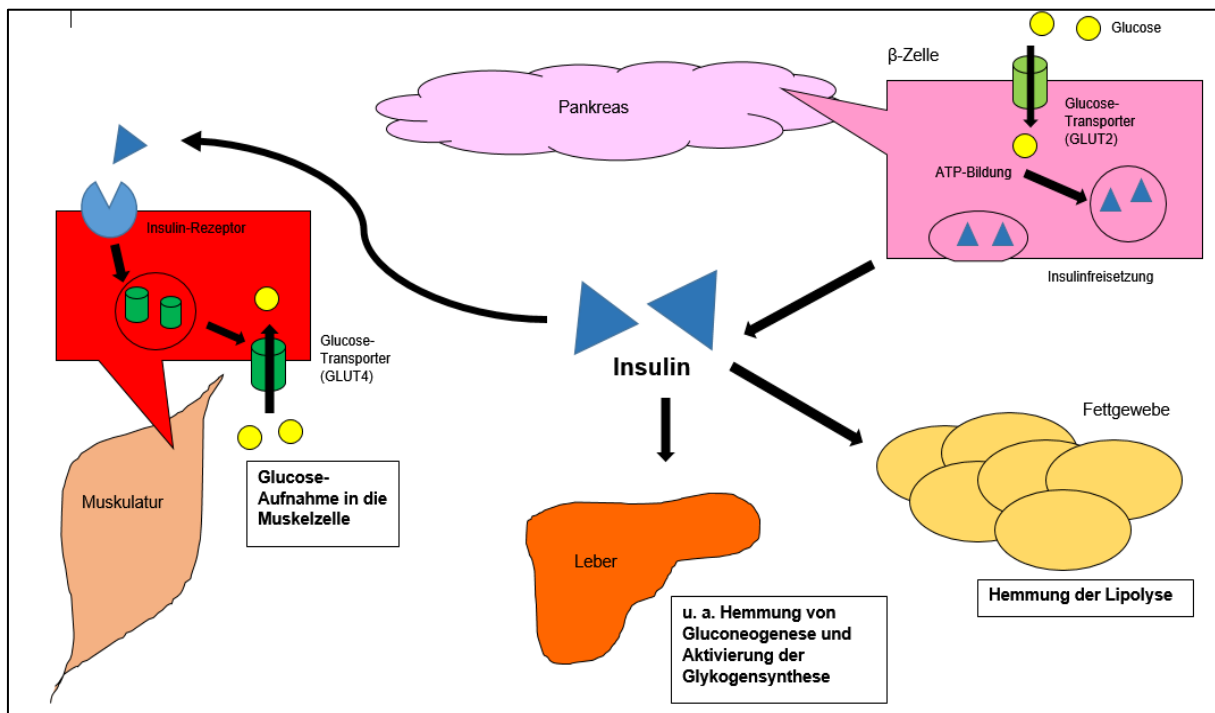 Glucose
β-Zelle
Pankreas
Glucose-
Transporter
(GLUT2)
ATP-Bildung
Insulinfreisetzung
Insulin-Rezeptor
Glucose-
Transporter
(GLUT4)
Insulin
Fettgewebe
Muskulatur
Glucose-
Aufnahme in die
Muskelzelle
Leber
Hemmung der Lipolyse
u. a. Hemmung von
Gluconeogenese und
Aktivierung der
Glykogensynthese